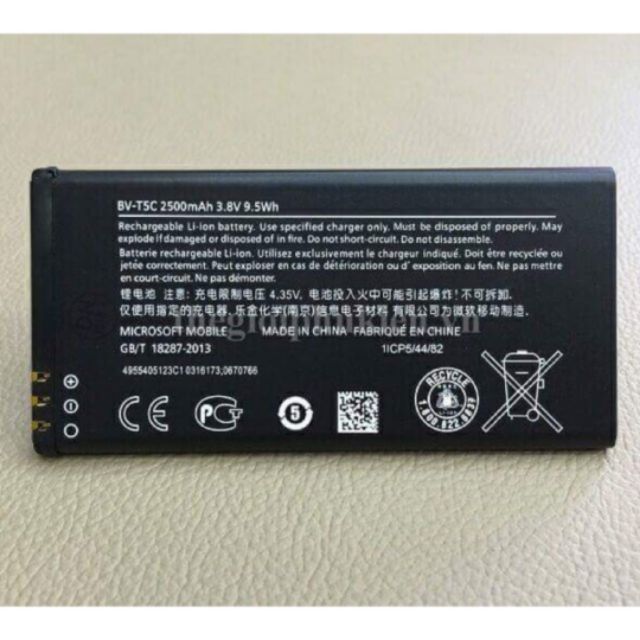 BV-T5C 2500mAh 3.8V 9.5Wh
Rechargeable Li-ion battery. Use specified charger only. Must be disposed of properly. May
explode if damaged or disposed of in fire. Do not short-circuit. Do not disassemble.
Batterie rechargeable Li-ion. Utilisez exclusivement le chargeur indiqué. Doit être recyclée ou
jetée correctement. Peut exploser en cas de détérioration ou d'exposition au feu. Ne pas mettre
en court-circuit. Ne pas démonter.
锂电池 注意: 充电限制电压 4.35V. 电池投入火中可能引起爆炸! 不可拆卸.
仅使用指定的充电器. 乐金化学(南京)信息电子材料有限公司为微软移动制造.
MICROSOFT MOBILE MADE IN CHINA FABRIQUÉ EN CHINE
GB/T 18287-2013 1ICP5/44/82
4955405123C1 0316173;0670766
CE
5
RECYCLE
LI-ION
1.800.822.8837